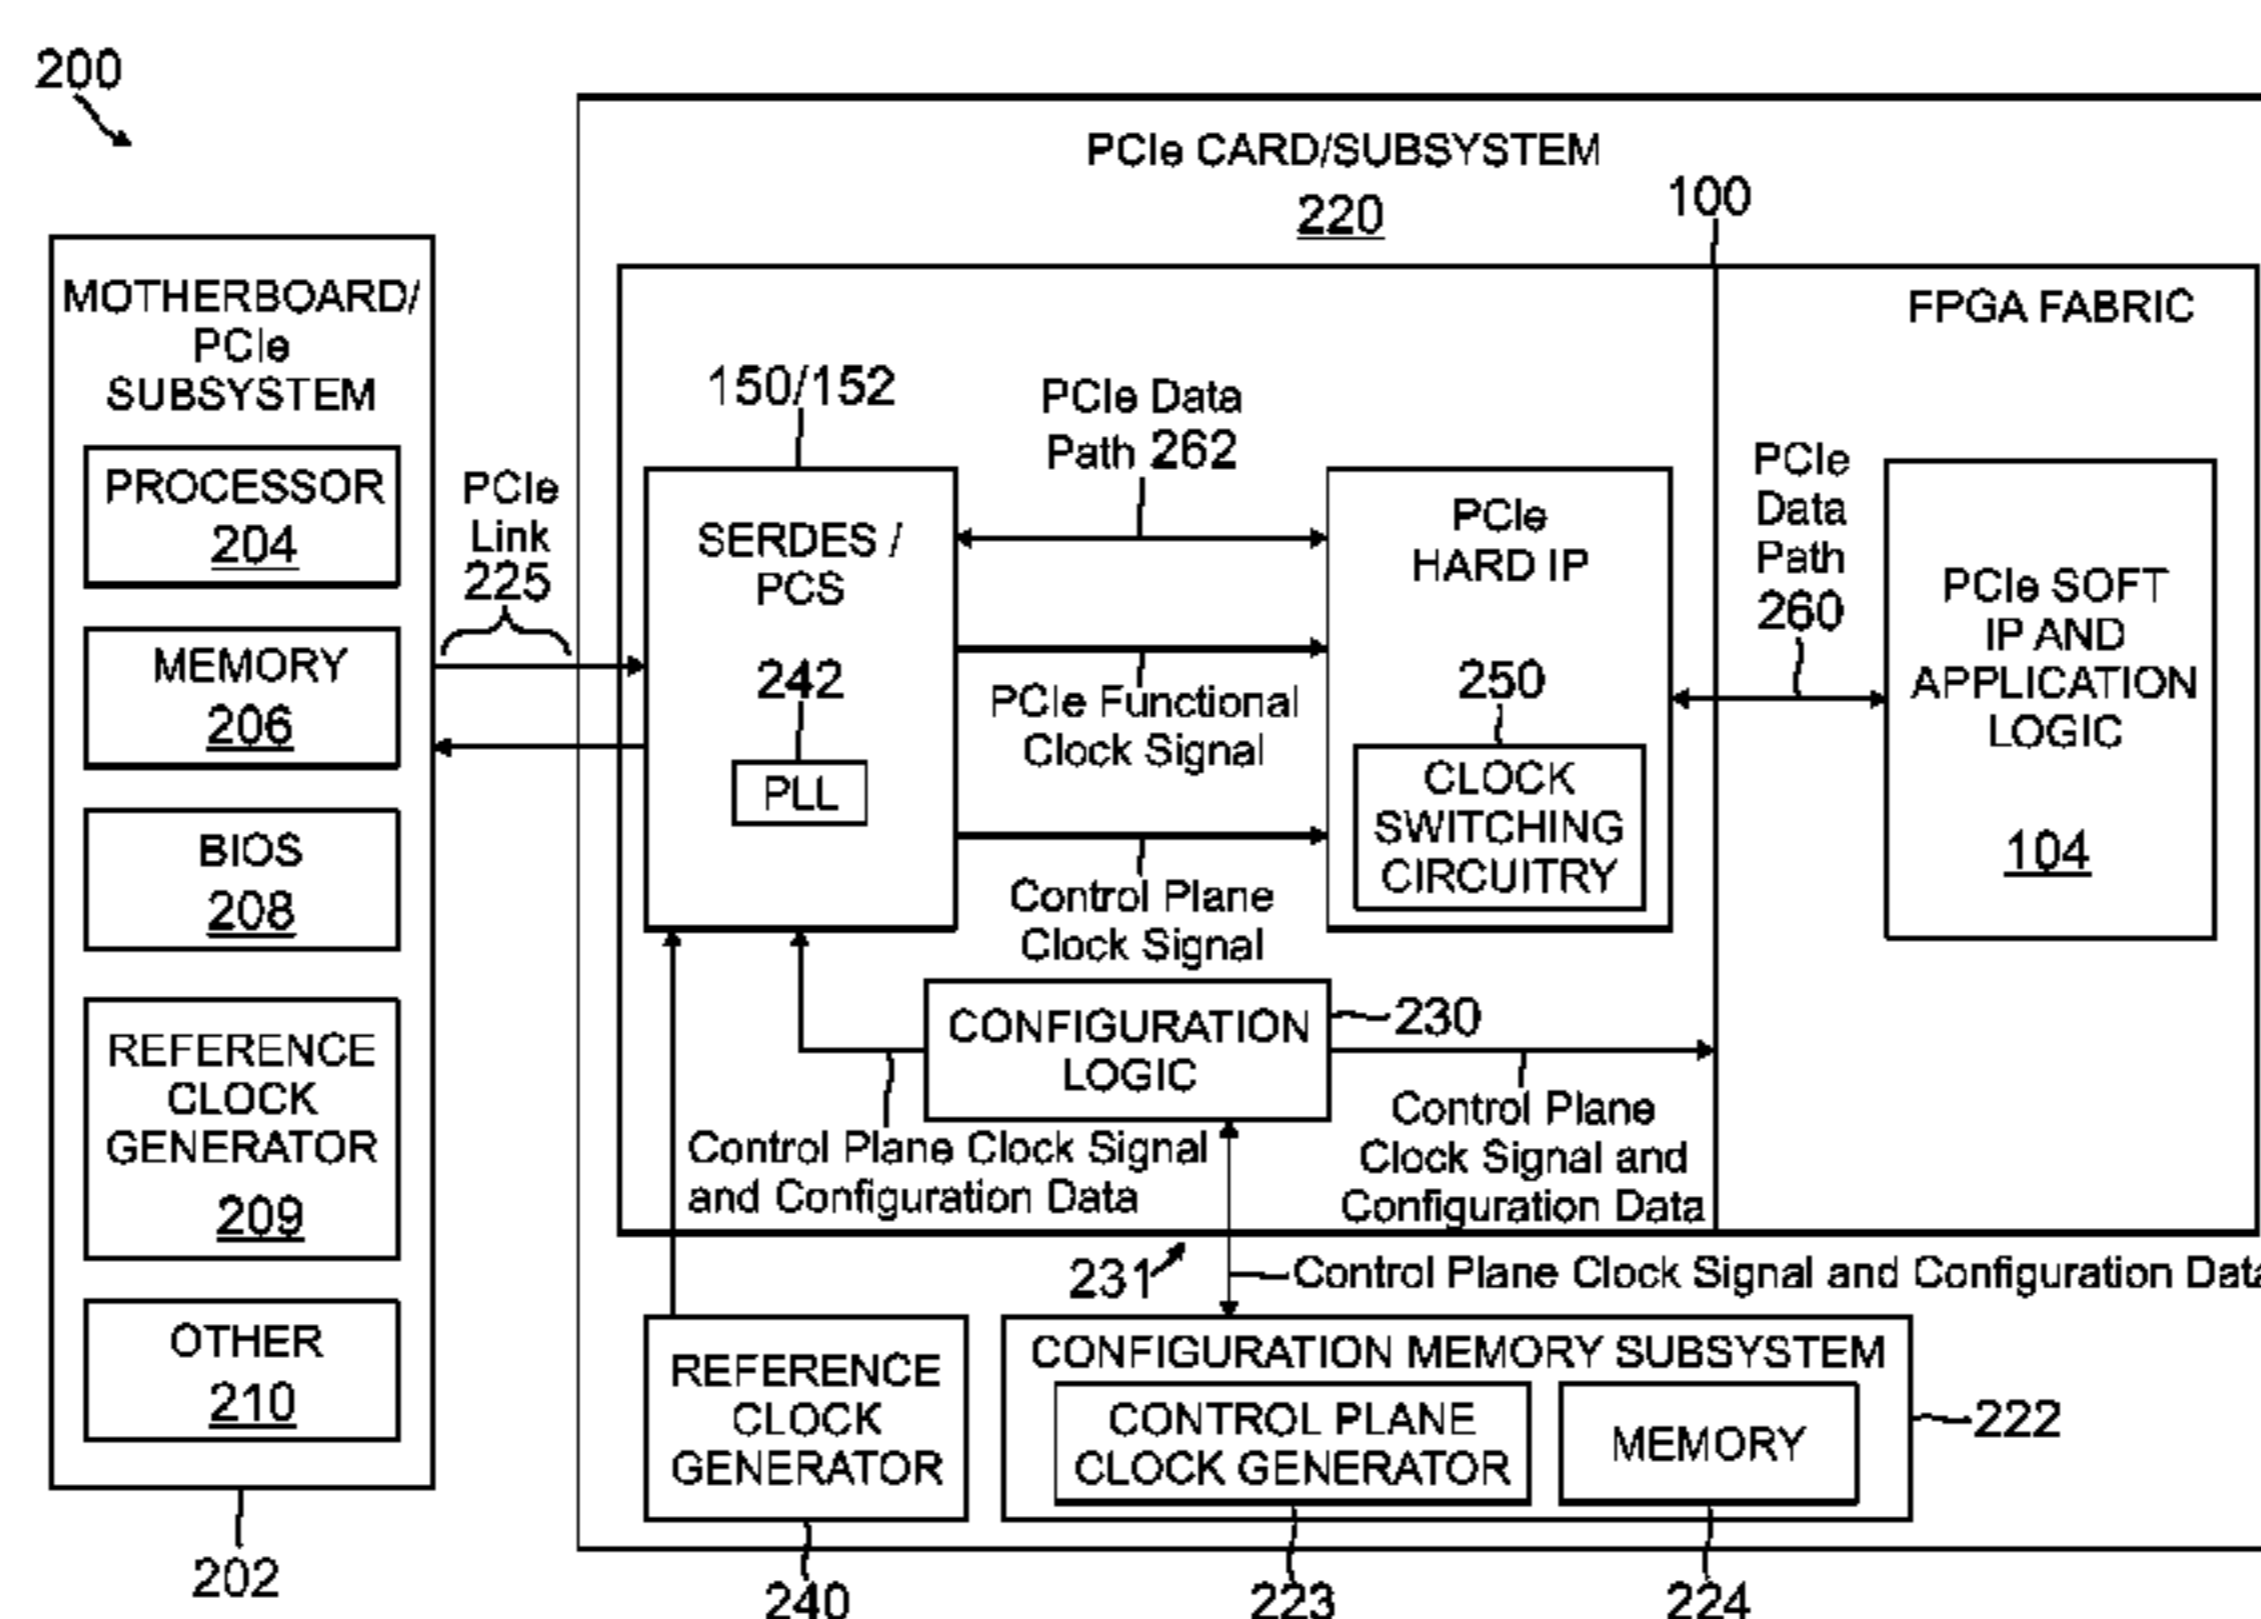 200
PCIe CARD/SUBSYSTEM
220
100
MOTHERBOARD/
PCIe
SUBSYSTEM
PROCESSOR
204
MEMORY
206
BIOS
208
REFERENCE
CLOCK
GENERATOR
209
OTHER
210
202
PCIe
Link
225
150/152
SERDES /
PCS
242
PLL
PCIe Data
Path 262
PCIe Functional
Clock Signal
Control Plane
Clock Signal
PCIe
HARD IP
250
CLOCK
SWITCHING
CIRCUITRY
FPGA FABRIC
PCIe
Data
Path
260
PCIe SOFT
IP AND
APPLICATION
LOGIC
104
CONFIGURATION
LOGIC
230
Control Plane Clock Signal
and Configuration Data
Control Plane
Clock Signal and
Configuration Data
231
Control Plane Clock Signal and Configuration Data
REFERENCE
CLOCK
GENERATOR
240
CONFIGURATION MEMORY SUBSYSTEM
CONTROL PLANE
CLOCK GENERATOR
MEMORY
222
223
224